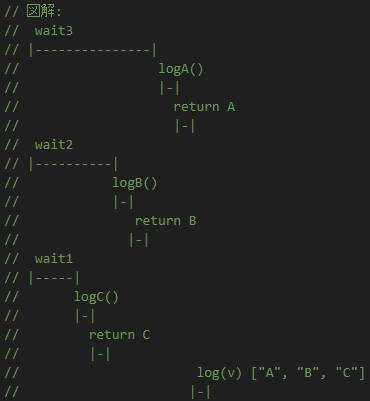 // 図解:
//  wait3
// |---------------|
//                  logA()
//                  |-|
//                    return A
//                    |-|
//  wait2
// |----------|
//            logB()
//            |-|
//               return B
//              |-|
//  wait1
// |-----|
//       logC()
//       |-|
//         return C
//         |-|
//                       log(v) ["A", "B", "C"]
//                      |-|